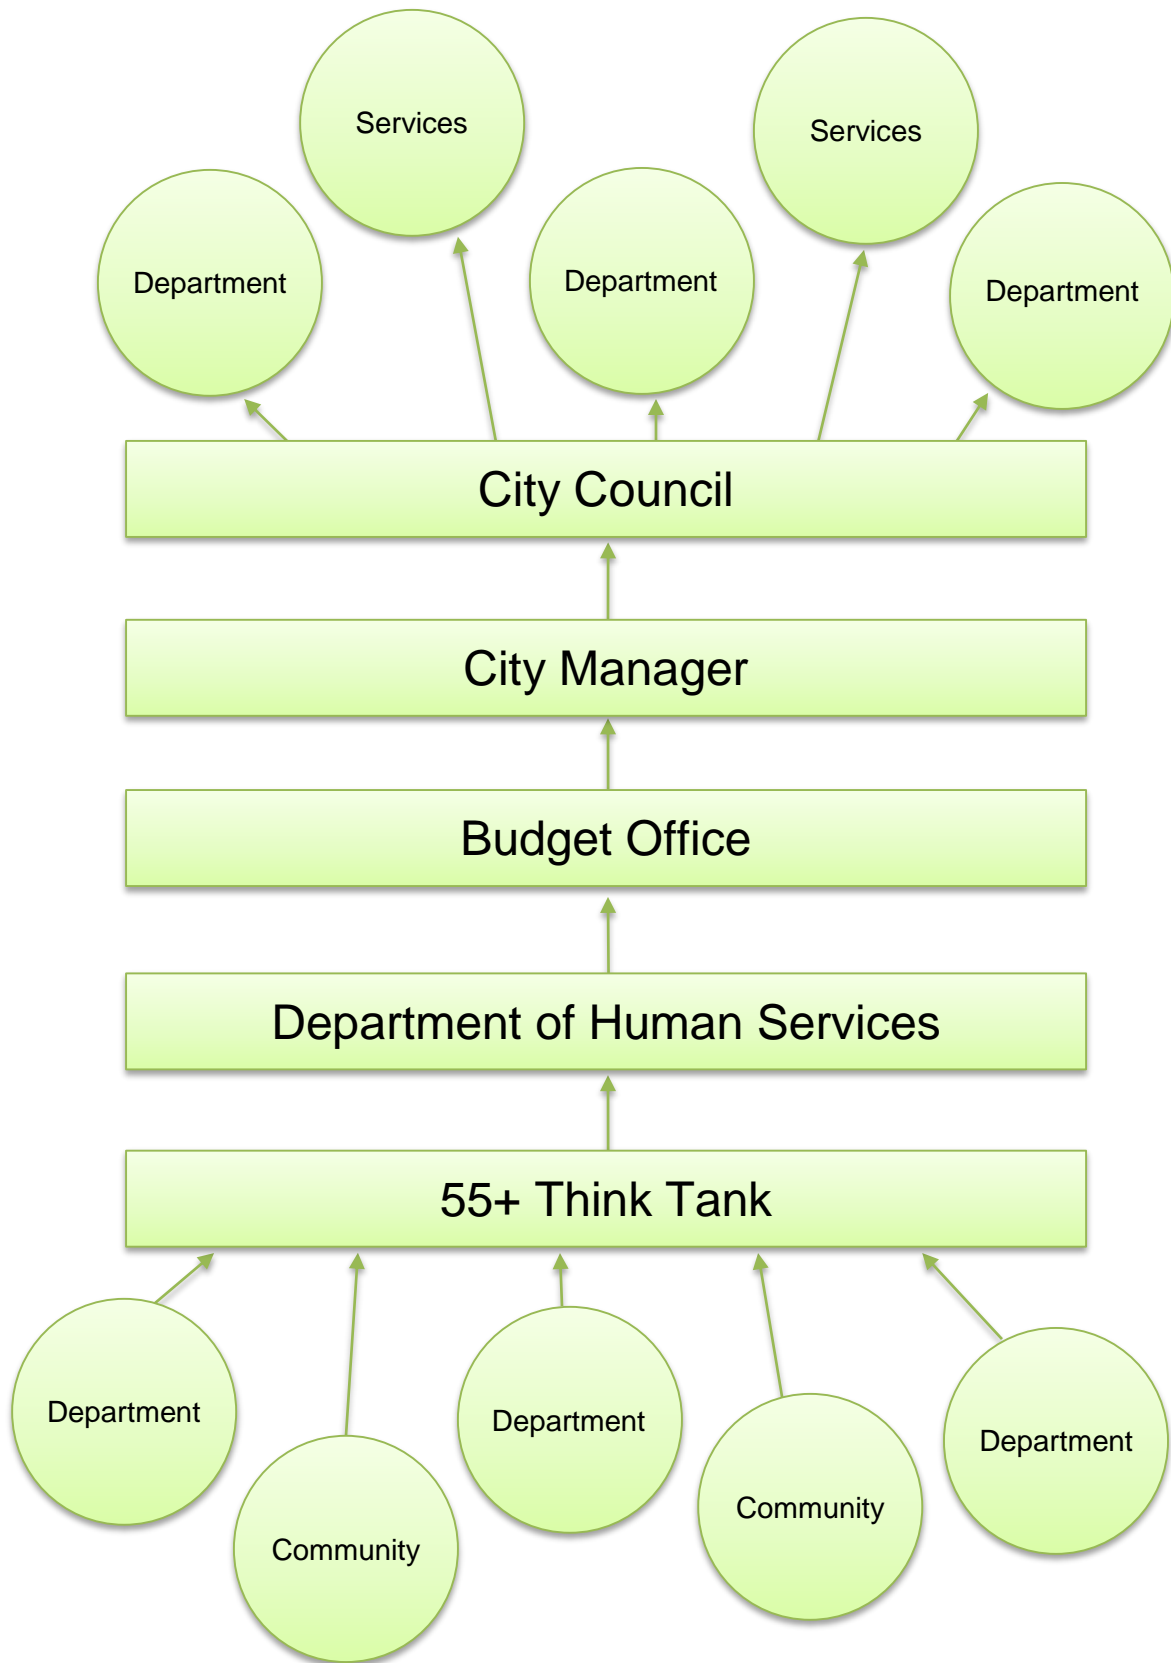 Services
Services
Department
Department
Department
City Council
City Manager
Budget Office
Department of Human Services
55+ Think Tank
Department
Department
Department
Community
Community